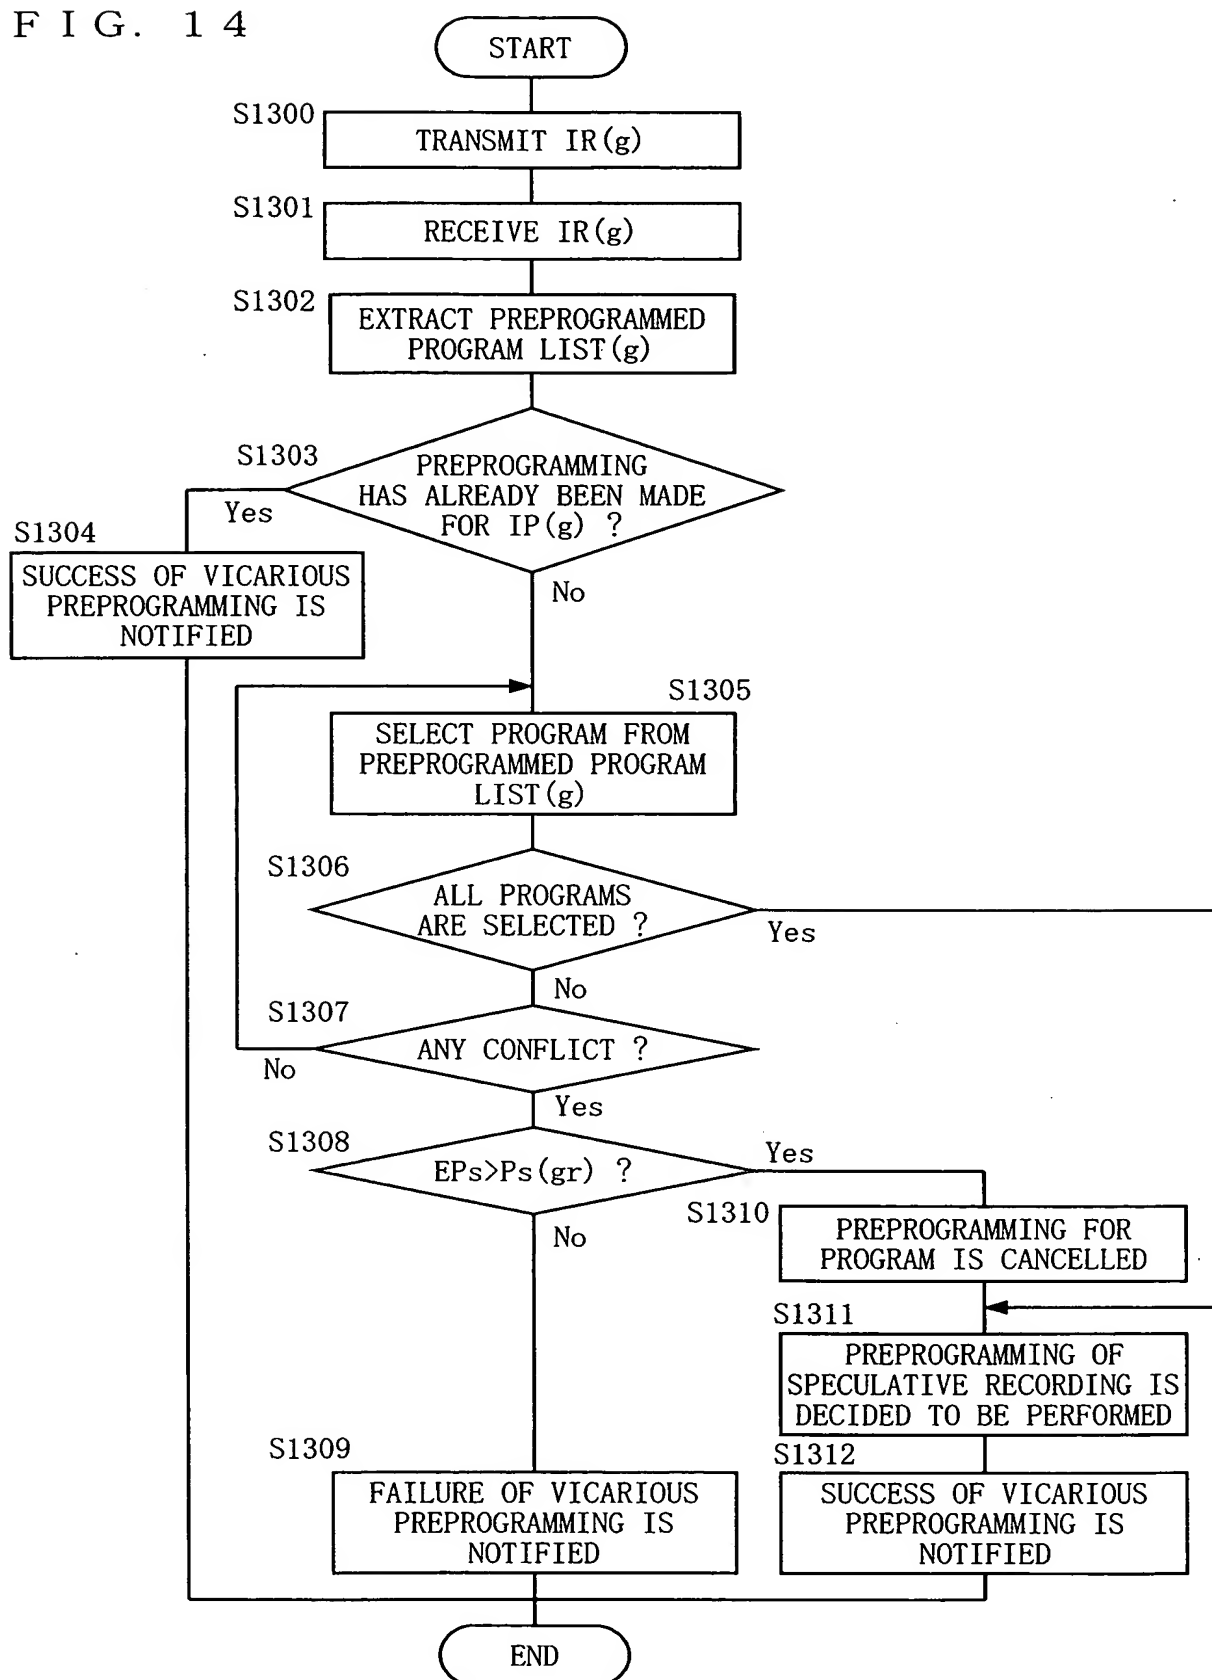 FIG. 14
START
S1300
TRANSMIT IR(g)
S1301
RECEIVE IR(g)
S1302
EXTRACT PREPROGRAMMED
PROGRAM LIST(g)
S1303
PREPROGRAMMING
HAS ALREADY BEEN MADE
FOR IP(g) ?
Yes
No
S1304
SUCCESS OF VICARIOUS
PREPROGRAMMING IS
NOTIFIED
S1305
SELECT PROGRAM FROM
PREPROGRAMMED PROGRAM
LIST(g)
S1306
ALL PROGRAMS
ARE SELECTED ?
Yes
No
S1307
ANY CONFLICT ?
No
Yes
S1308
EPs>Ps(gr) ?
Yes
No
S1310
PREPROGRAMMING FOR
PROGRAM IS CANCELLED
S1311
PREPROGRAMMING OF
SPECULATIVE RECORDING IS
DECIDED TO BE PERFORMED
S1309
FAILURE OF VICARIOUS
PREPROGRAMMING IS
NOTIFIED
S1312
SUCCESS OF VICARIOUS
PREPROGRAMMING IS
NOTIFIED
END